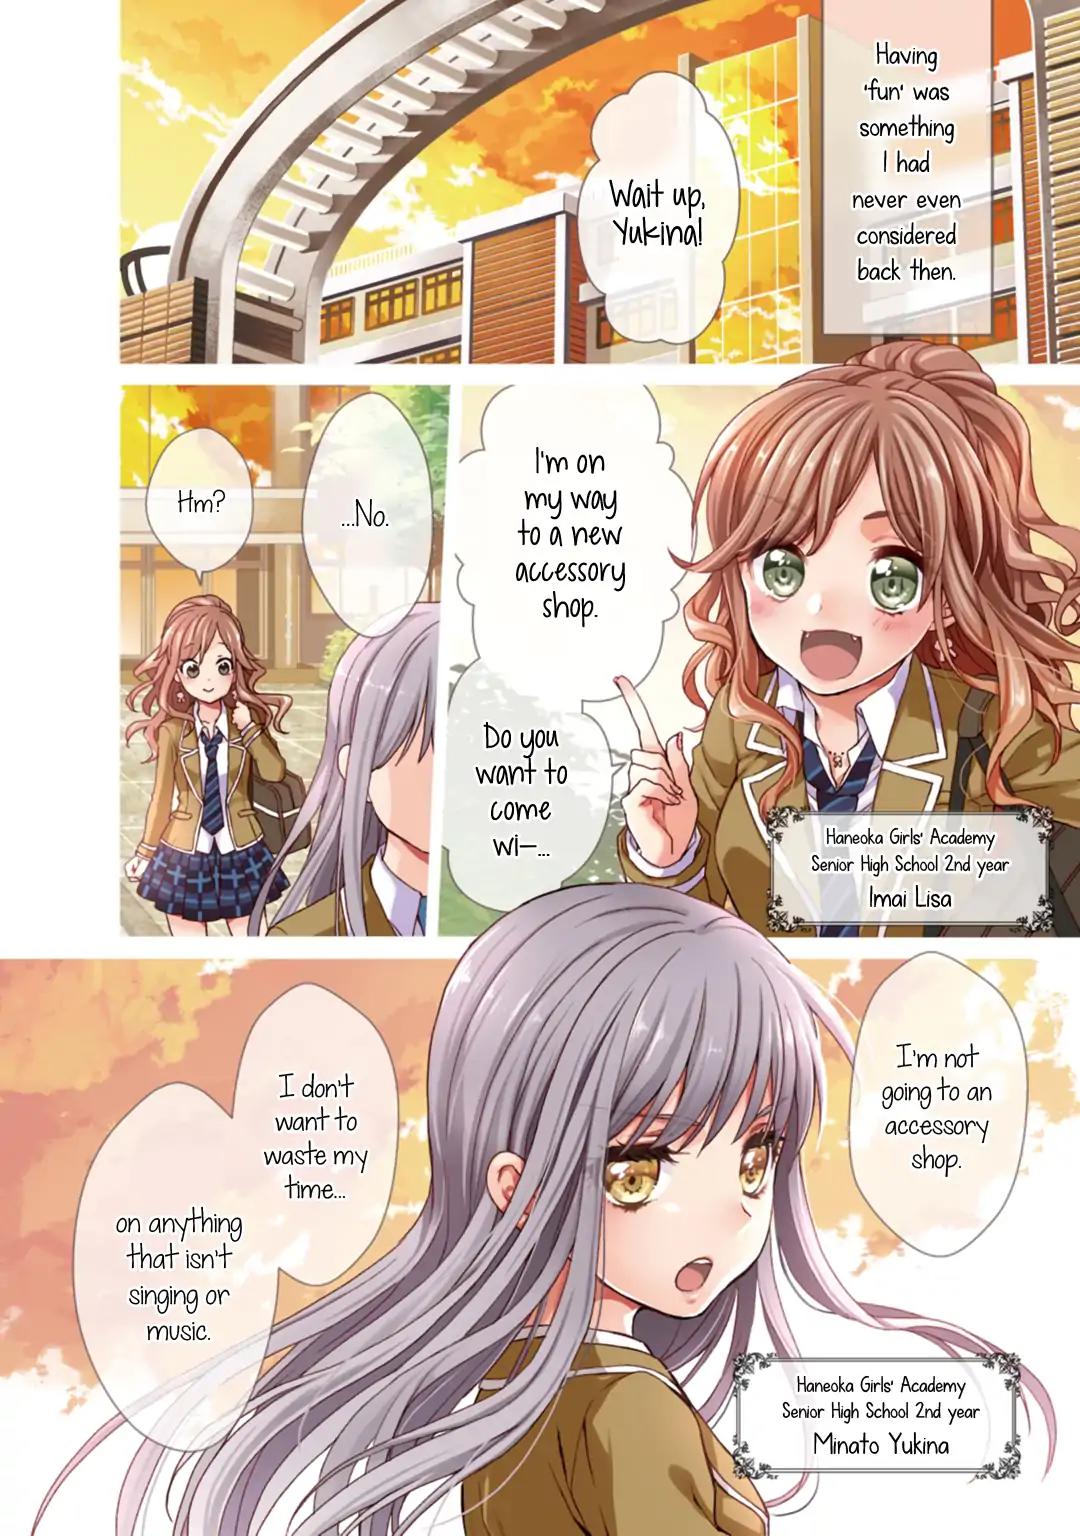 Having
'fun' was
something
I had
never even
considered
back then.
Wait up,
Yukina!
I'm on
my way
to a new
accessory
shop.
Do you
want to
come
wi—...
Haneoka Girls' Academy
Senior High School 2nd year
Imai Lisa
...No.
Hm?
I'm not
going to an
accessory
shop.
I don't
want to
waste my
time...
on anything
that isn't
singing or
music.
Haneoka Girls' Academy
Senior High School 2nd year
Minato Yukina